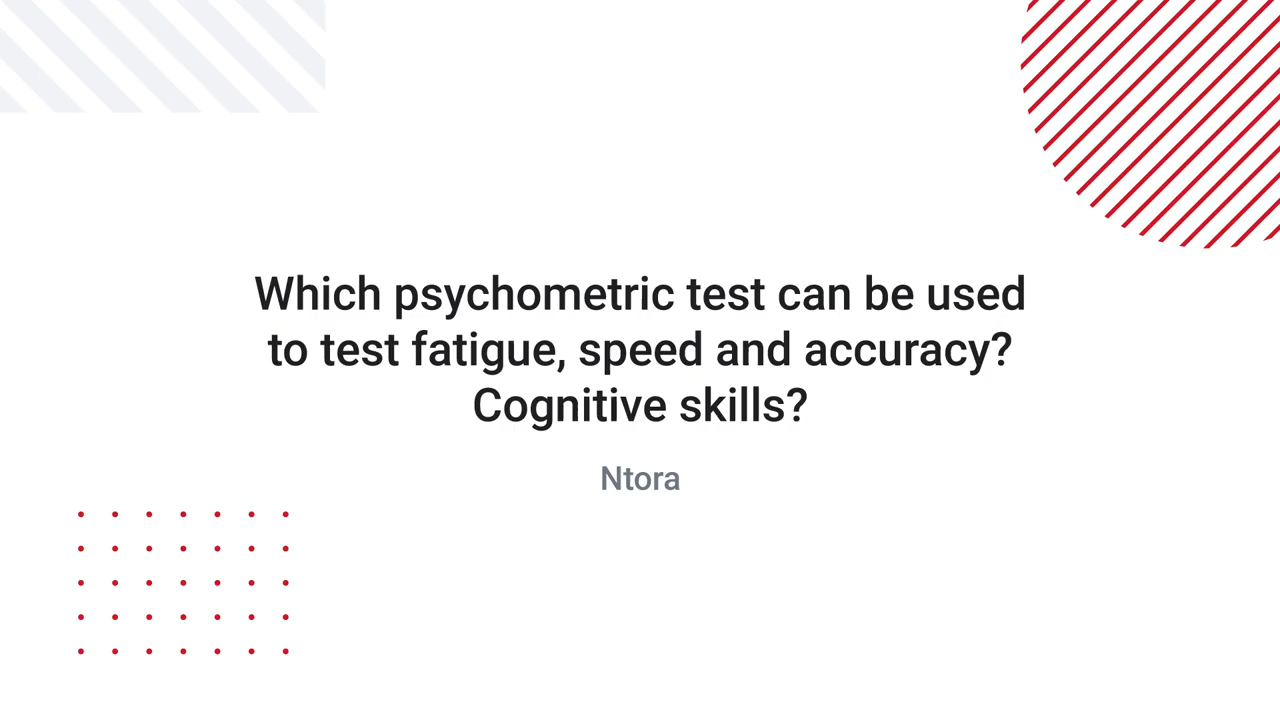 Which psychometric test can be used
to test fatigue, speed and accuracy?
Cognitive skills?
Ntora